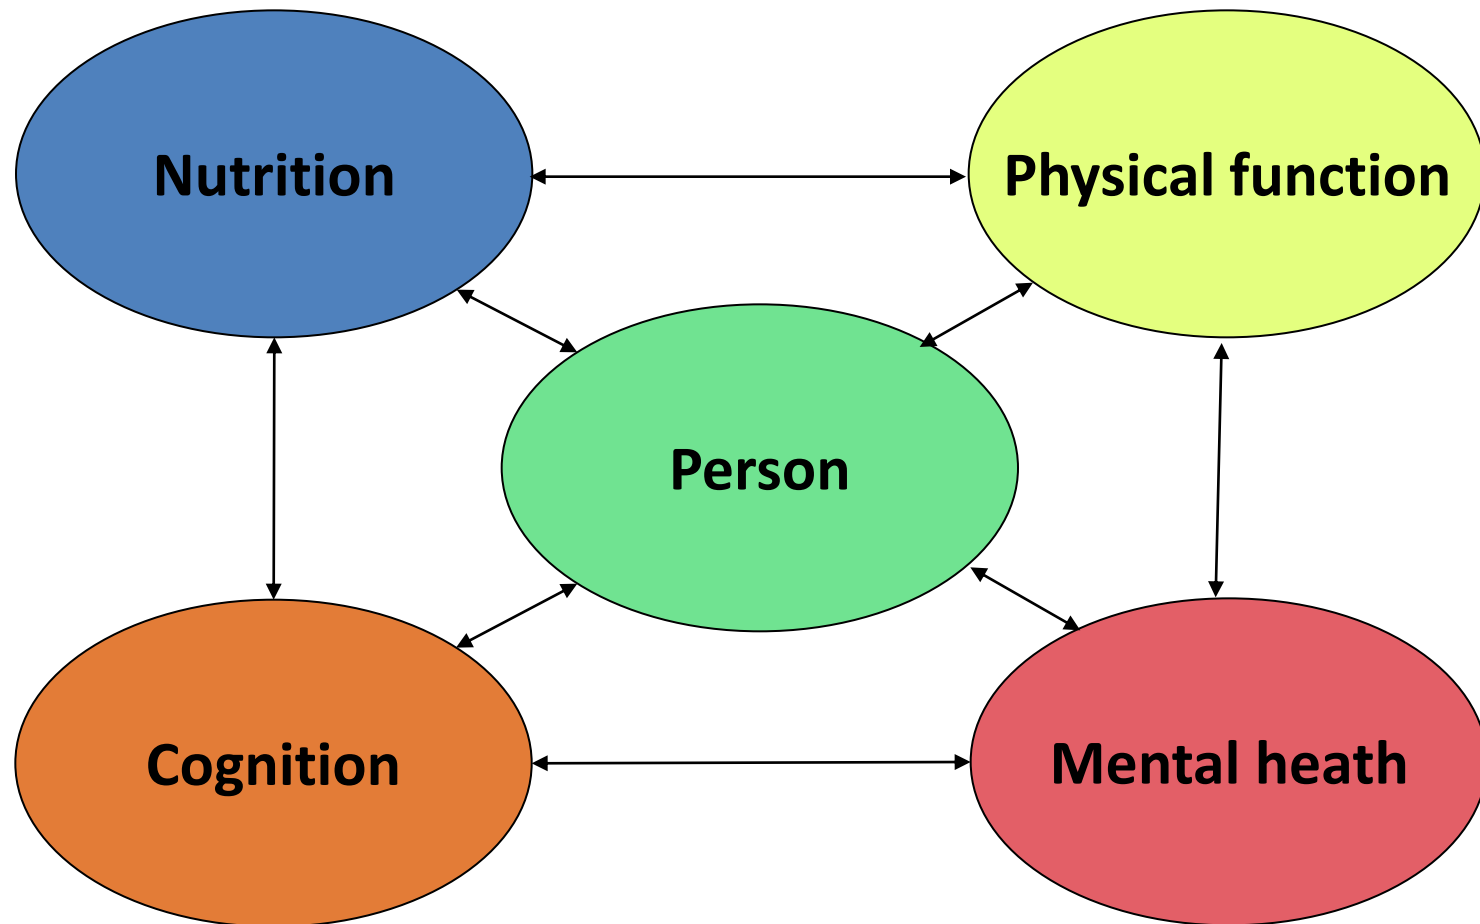 Nutrition
Physical function
Person
Cognition
Mental heath